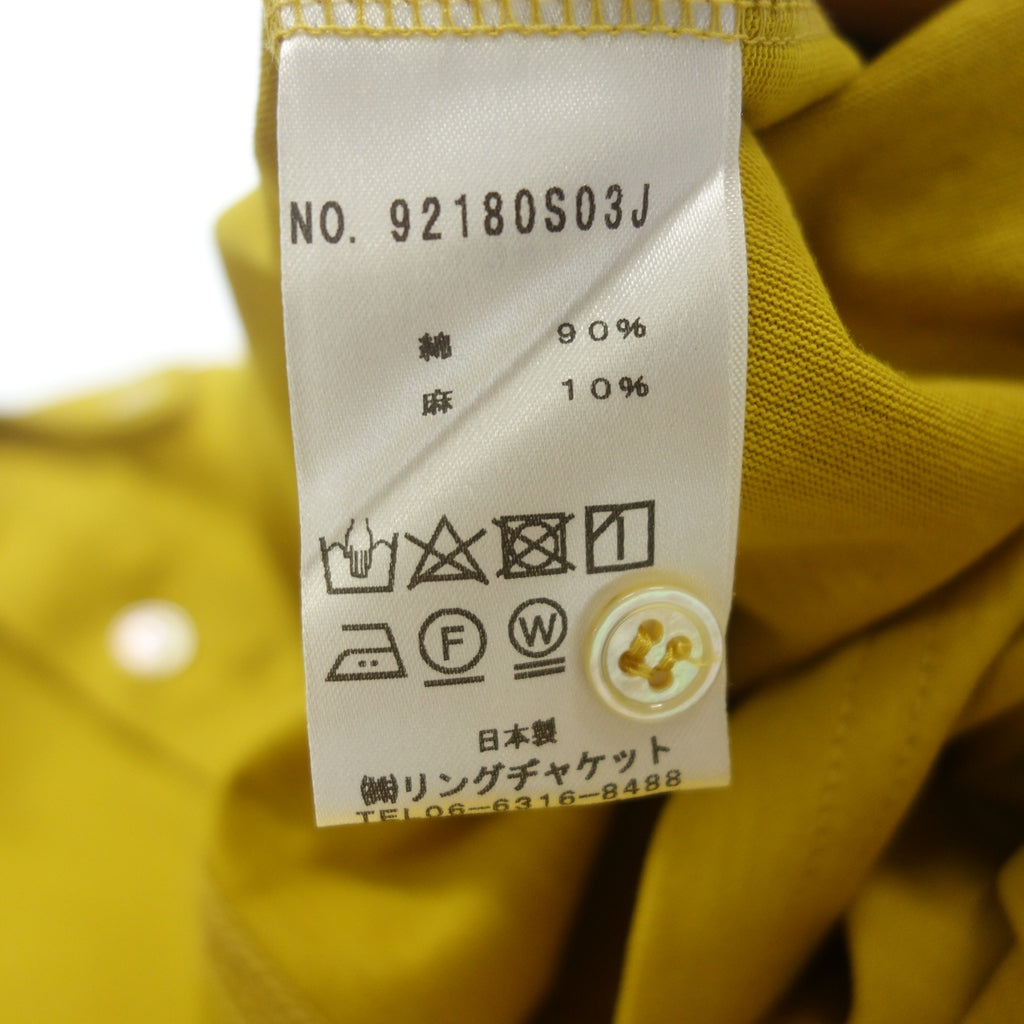 NO. 92180S03J
綿 90%
麻 10%
F W
日本製
㈱リングヂャケット
TEL06-6316-8488